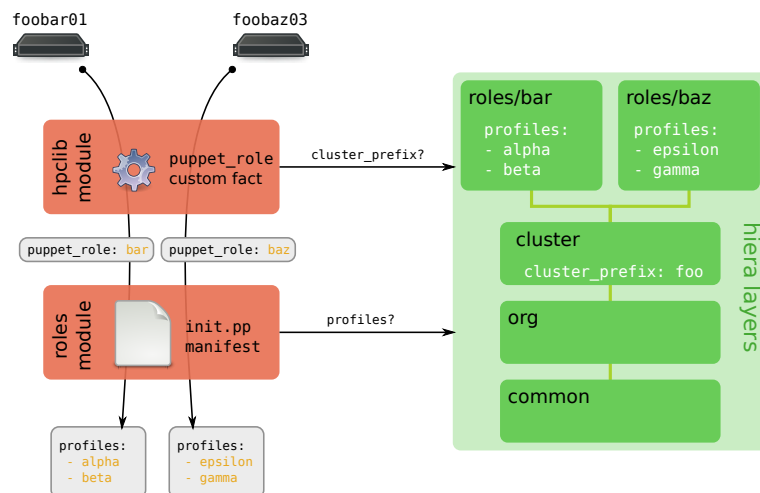 foobar01
foobaz03
hpclib
module
puppet_role
custom fact
cluster_prefix?
puppet_role: bar
puppet_role: baz
roles
module
init.pp
manifest
profiles?
profiles:
- alpha
- beta
profiles:
- epsilon
- gamma
roles/bar
profiles:
- alpha
- beta
roles/baz
profiles:
- epsilon
- gamma
cluster
cluster_prefix: foo
org
common
hiera layers